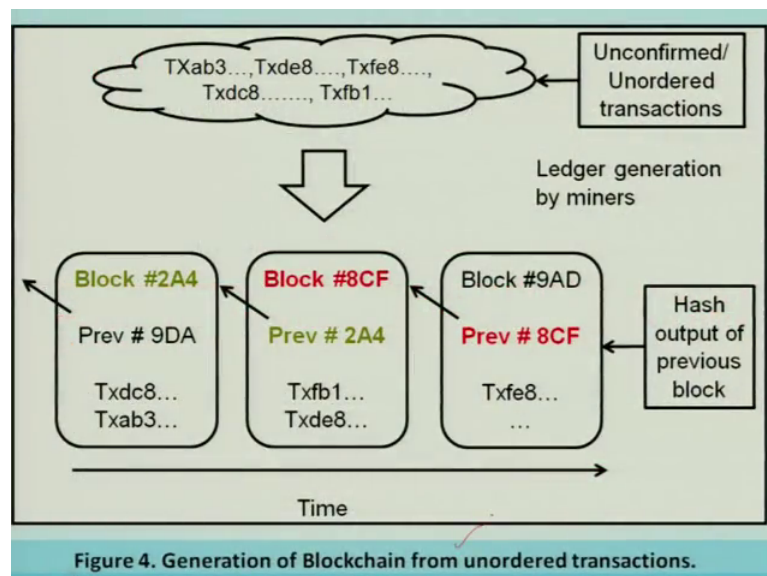 TXab3...,Txde8....,Txfe8....,
Txdc8......., Txfb1...
Unconfirmed/
Unordered
transactions
Ledger generation
by miners
Block #2A4
Prev # 9DA
Txdc8...
Txab3...
Block #8CF
Prev # 2A4
Txfb1...
Txde8...
Block #9AD
Prev # 8CF
Txfe8...
...
Hash
output of
previous
block
Time
Figure 4. Generation of Blockchain from unordered transactions.